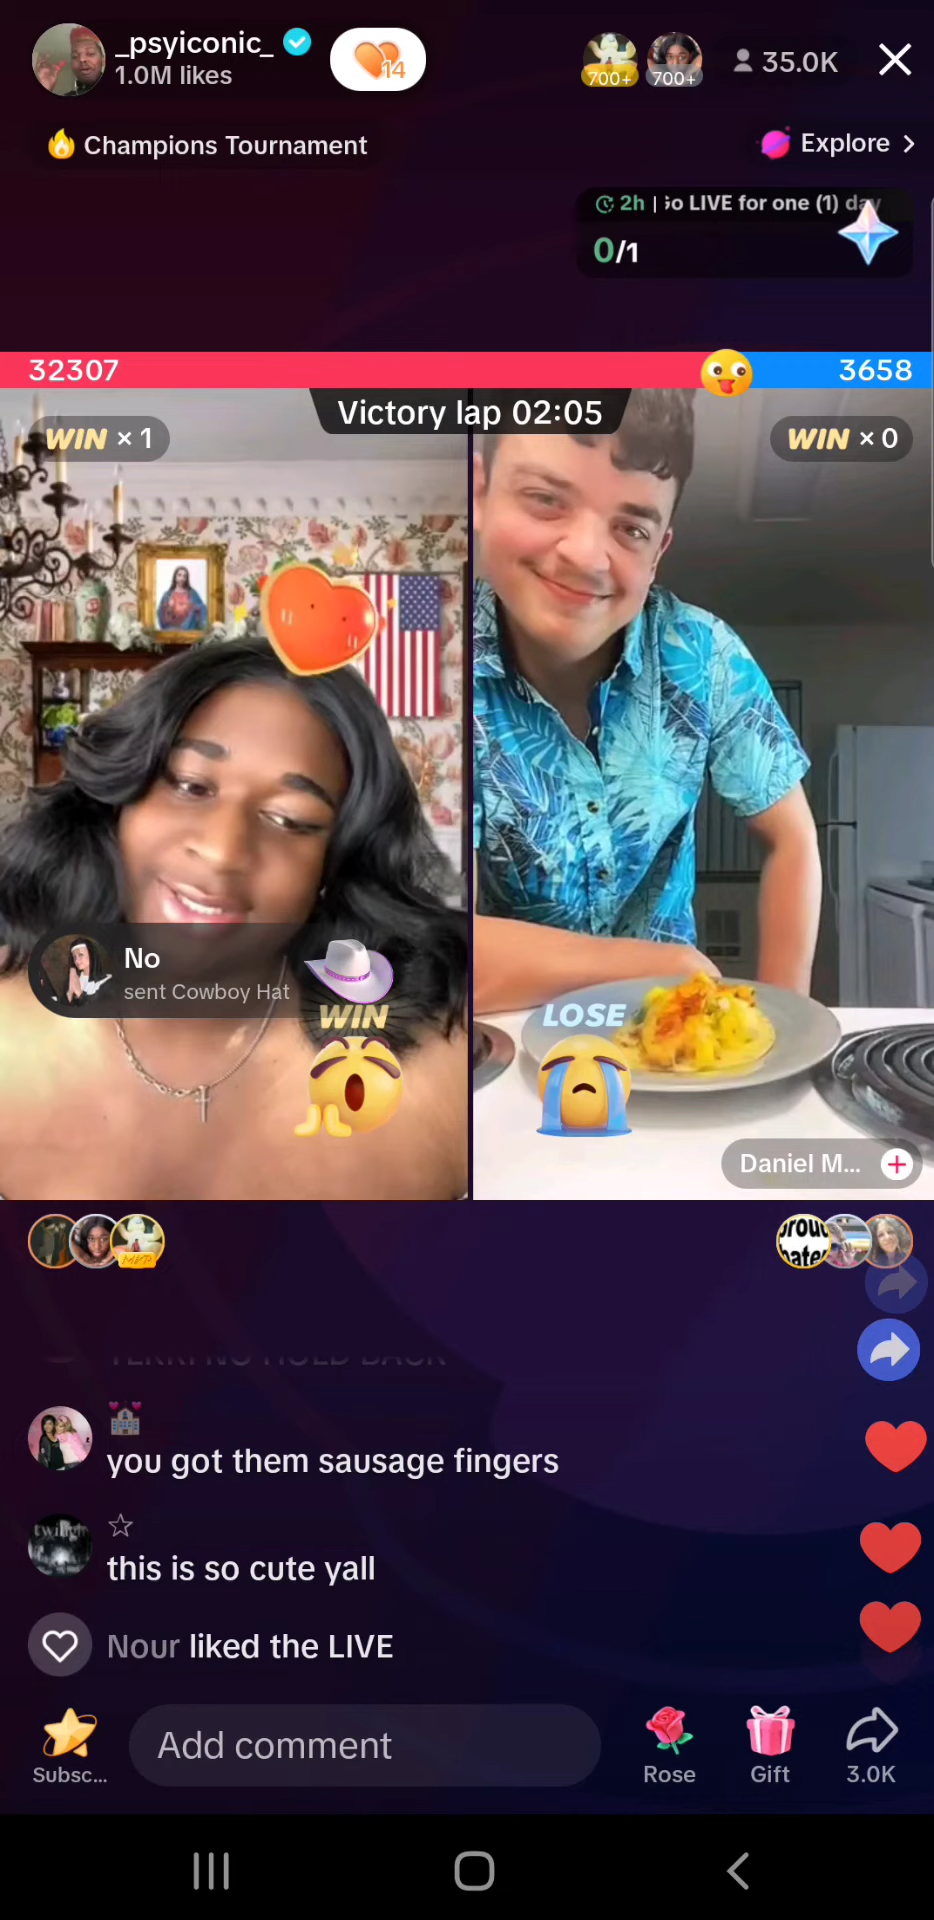 _psyiconic_
1.0M likes
14
700+
700+
35.0K
Champions Tournament
Explore
2h | Go LIVE for one (1) day
0/1
32307
3658
Victory lap 02:05
WIN × 1
WIN × 0
No
sent Cowboy Hat
WIN
LOSE
Daniel M...
you got them sausage fingers
twilight
this is so cute yall
Nour liked the LIVE
Subsc...
Add comment
Rose
Gift
3.0K